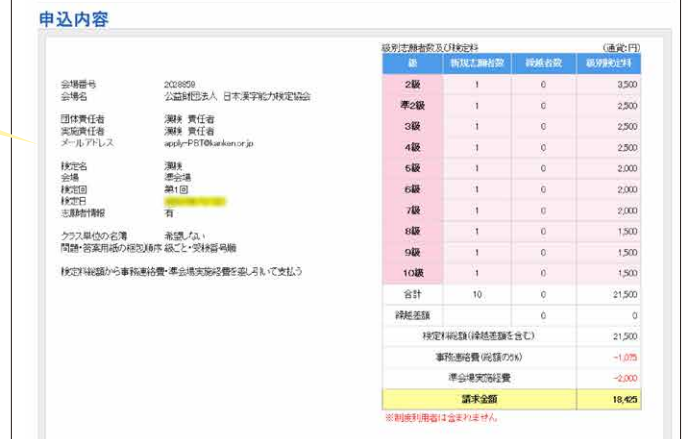 申込内容
級別志願者数及び検定料 (通貨:円)
級 新規志願者数 繰越者数 級別検定料
2級 1 0 3,500
準2級 1 0 2,500
3級 1 0 2,500
4級 1 0 2,500
5級 1 0 2,000
6級 1 0 2,000
7級 1 0 2,000
8級 1 0 1,500
9級 1 0 1,500
10級 1 0 1,500
合計 10 0 21,500
繰越差額 0 0
検定料総額(繰越差額を含む) 21,500
事務連絡費(総額の5%) -1,075
準会場実施経費 -2,000
請求金額 18,425
※制度利用者は含まれません。
会場番号
会場名 公益財団法人 日本漢字能力検定協会
団体責任者 漢検 責任者
実施責任者 漢検 責任者
メールアドレス apply-PBT@kanken.or.jp
検定名 漢検
会場 準会場
検定回 第1回
検定日
志願者情報 有
クラス単位の名簿 希望しない
問題・答案用紙の梱包順序 級ごと・受検番号順
検定料総額から事務連絡費・準会場実施経費を差し引いて支払う